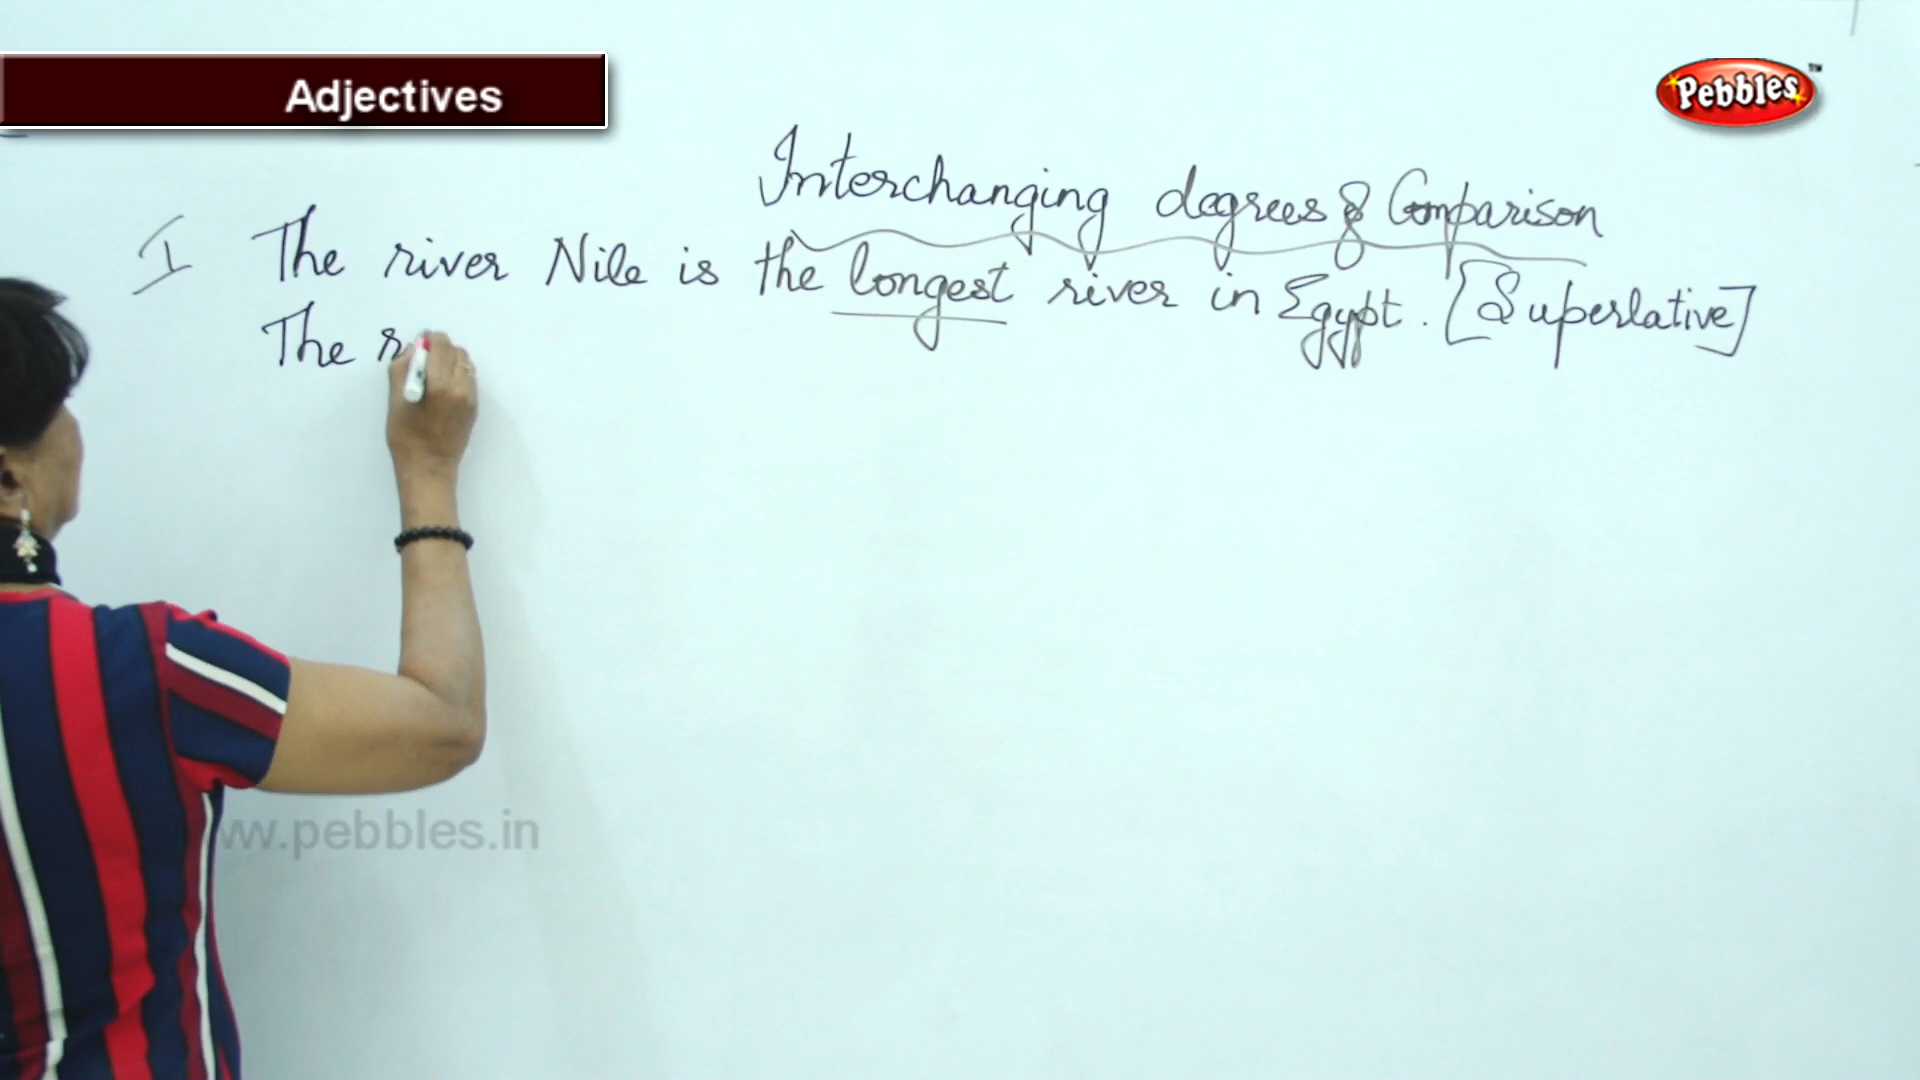 Adjectives
Pebbles™
Interchanging degrees of Comparison
I The river Nile is the longest river in Egypt. [Superlative]
The r
www.pebbles.in